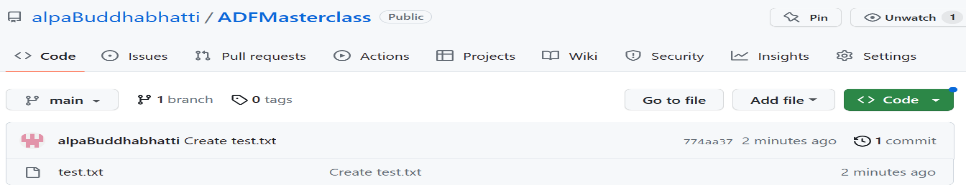 alpaBuddhabhatti / ADFMasterclass Public Pin Unwatch 1
<> Code Issues Pull requests Actions Projects Wiki Security Insights Settings
main 1 branch 0 tags Go to file Add file <> Code
alpaBuddhabhatti Create test.txt 774aa37 2 minutes ago 1 commit
test.txt Create test.txt 2 minutes ago